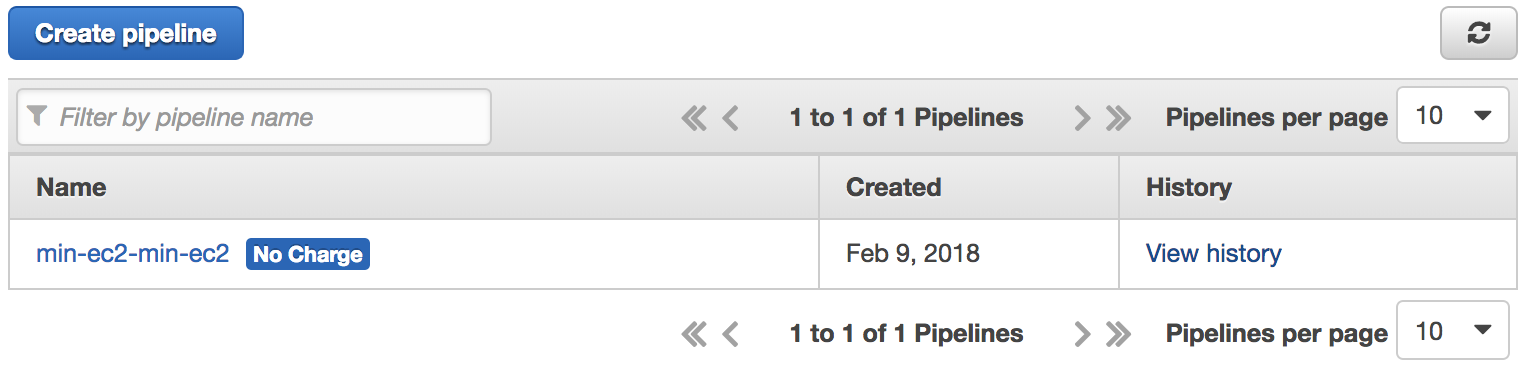 Create pipeline
Filter by pipeline name 1 to 1 of 1 Pipelines Pipelines per page 10
Name Created History
min-ec2-min-ec2 No Charge Feb 9, 2018 View history
1 to 1 of 1 Pipelines Pipelines per page 10